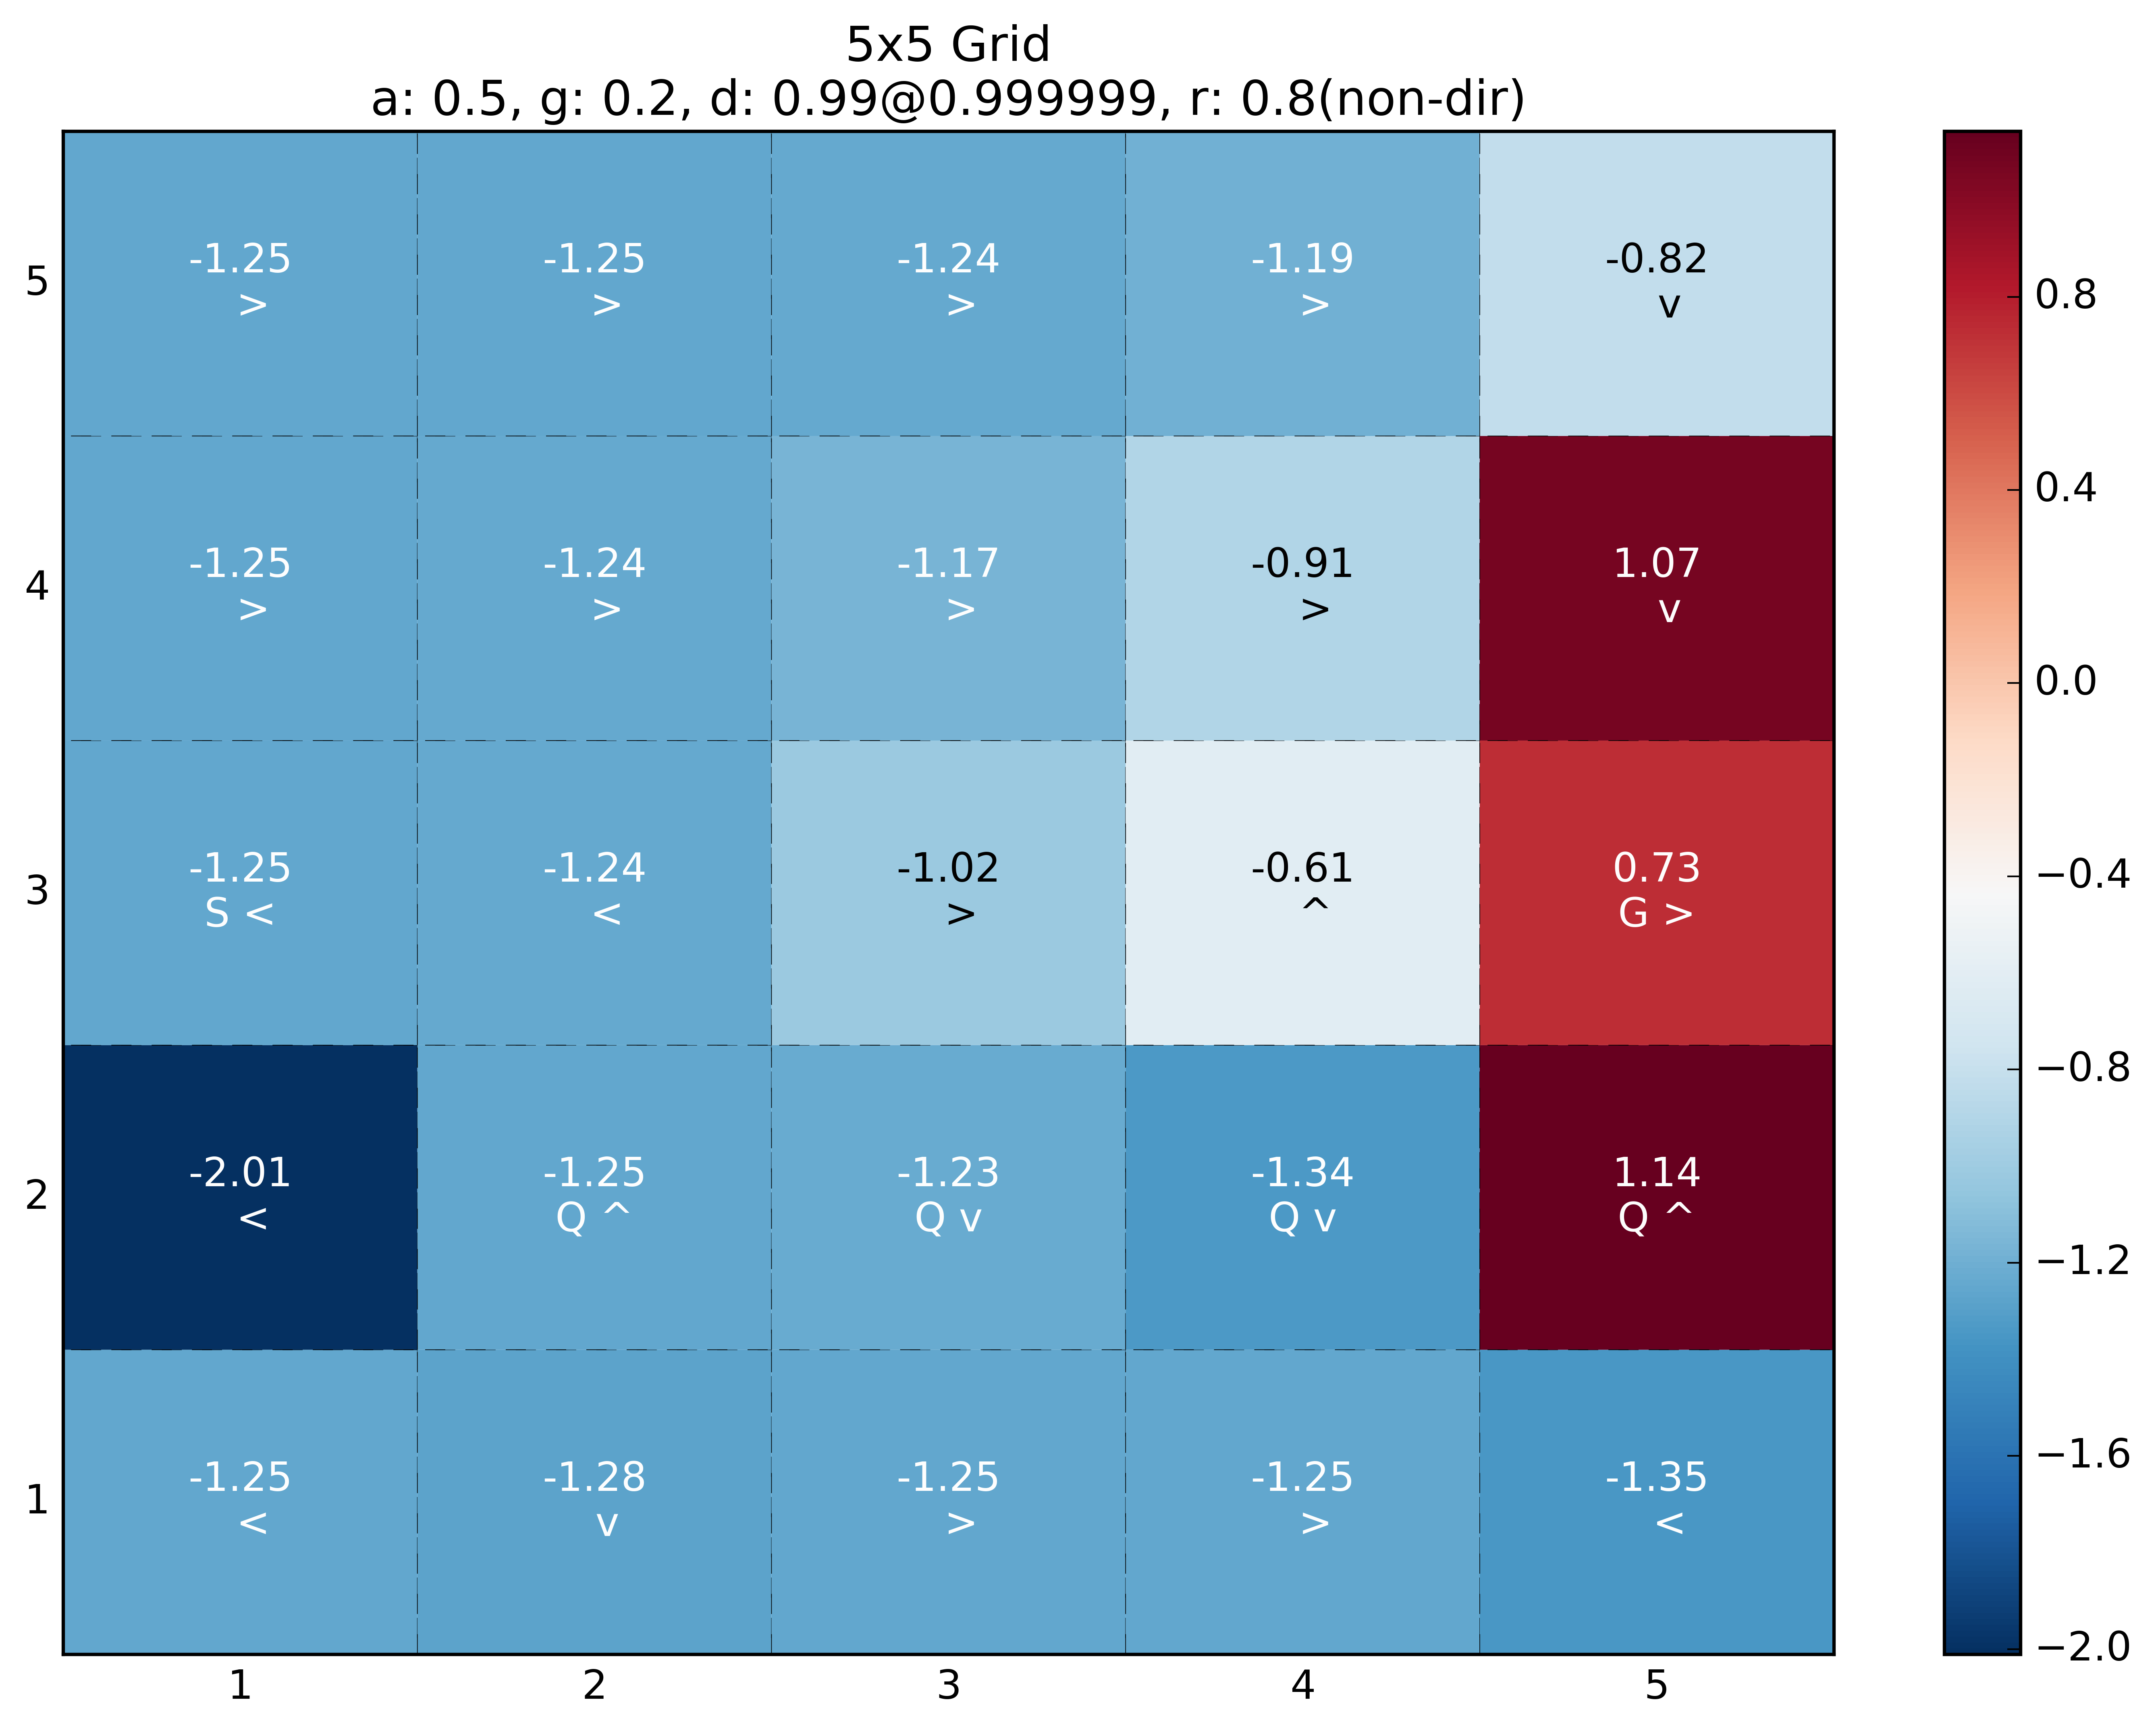 5x5 Grid
a: 0.5, g: 0.2, d: 0.99@0.999999, r: 0.8(non-dir)
5
-1.25 -1.25 -1.24 -1.19 -0.82
> > > > v
4
-1.25 -1.24 -1.17 -0.91 1.07
> > > > v
3
-1.25 -1.24 -1.02 -0.61 0.73
S < < > ^ G >
2
-2.01 -1.25 -1.23 -1.34 1.14
< Q ^ Q v Q v Q ^
1
-1.25 -1.28 -1.25 -1.25 -1.35
< v > > <
1 2 3 4 5
0.8
0.4
0.0
−0.4
−0.8
−1.2
−1.6
−2.0